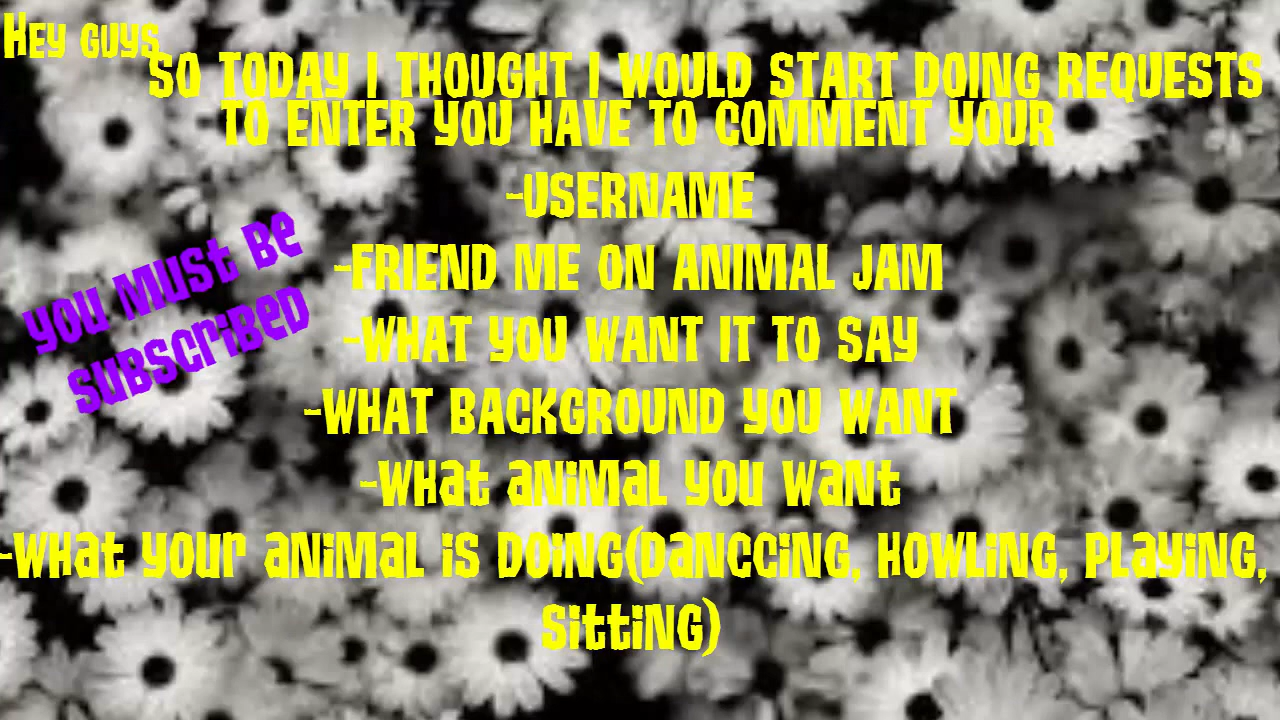 Hey guys
SO TODAY I THOUGHT I WOULD START DOING REQUESTS
TO ENTER YOU HAVE TO COMMENT YOUR
-USERNAME
-FRIEND ME ON ANIMAL JAM
-WHAT YOU WANT IT TO SAY
-WHAT BACKGROUND YOU WANT
-What animal you want
-What your animal is doing(danccing, howling, playing,
sitting)
you must be
subscribed